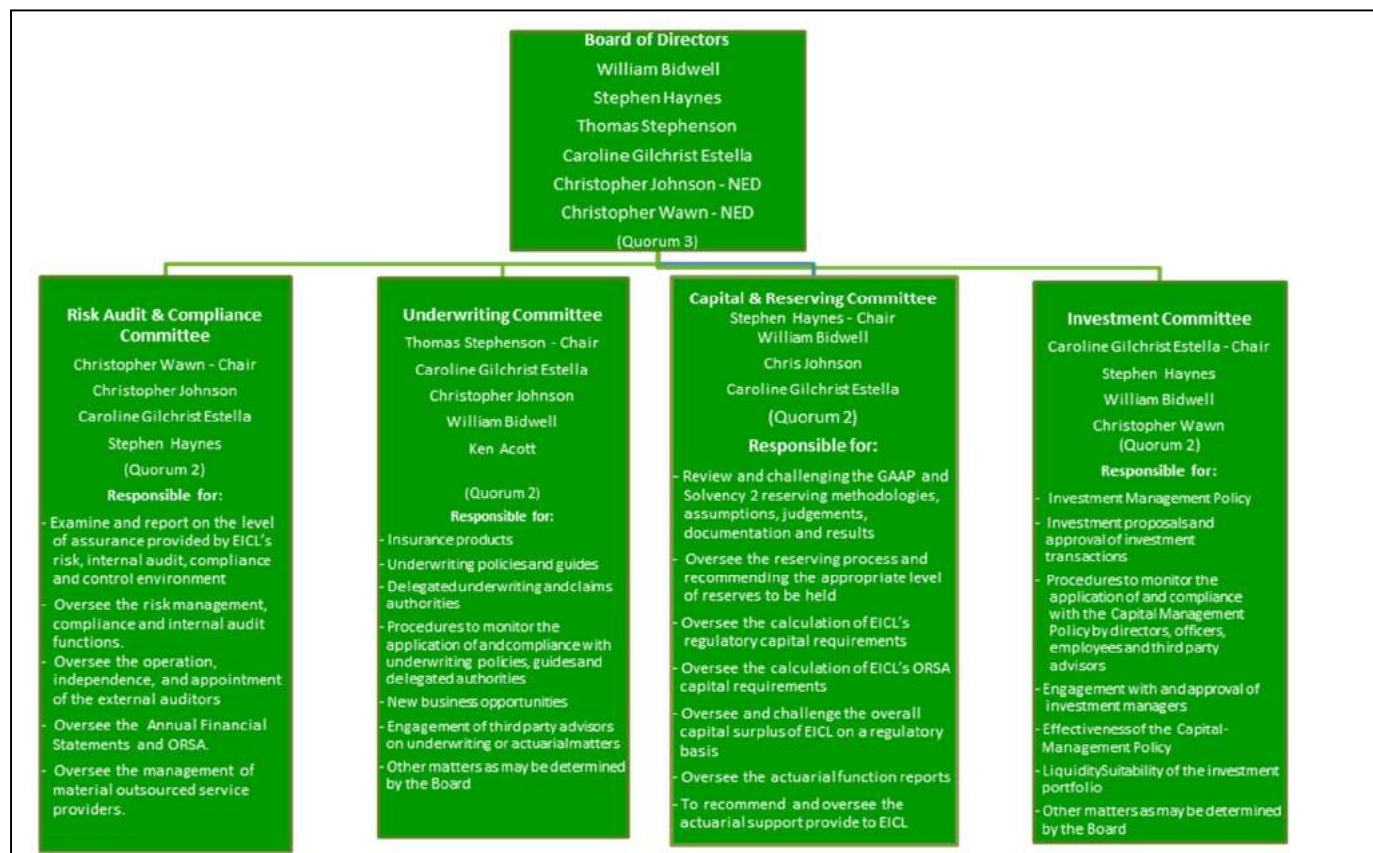 Board of Directors
William Bidwell
Stephen Haynes
Thomas Stephenson
Caroline Gilchrist Estella
Christopher Johnson - NED
Christopher Wawn - NED
(Quorum 3)
Risk Audit & Compliance
Committee
Christopher Wawn - Chair
Christopher Johnson
Caroline Gilchrist Estella
Stephen Haynes
(Quorum 2)
Responsible for:
- Examine and report on the level
of assurance provided by EICL's
risk, internal audit, compliance
and control environment
- Oversee the risk management,
compliance and internal audit
functions.
- Oversee the operation,
independence, and appointment
of the external auditors
- Oversee the Annual Financial
Statements and ORSA.
- Oversee the management of
material outsourced service
providers.
Underwriting Committee
Thomas Stephenson - Chair
Caroline Gilchrist Estella
Christopher Johnson
William Bidwell
Ken Acott
(Quorum 2)
Responsible for:
- Insurance products
- Underwriting policies and guides
- Delegated underwriting and claims
authorities
- Procedures to monitor the
application of and compliance with
underwriting policies, guides and
delegated authorities
- New business opportunities
- Engagement of third party advisors
on underwriting or actuarial matters
- Other matters as may be determined
by the Board
Capital & Reserving Committee
Stephen Haynes - Chair
William Bidwell
Chris Johnson
Caroline Gilchrist Estella
(Quorum 2)
Responsible for:
- Review and challenging the GAAP and
Solvency 2 reserving methodologies,
assumptions, judgements,
documentation and results
- Oversee the reserving process and
recommending the appropriate level
of reserves to be held
- Oversee the calculation of EICL's
regulatory capital requirements
- Oversee the calculation of EICL's ORSA
capital requirements
- Oversee and challenge the overall
capital surplus of EICL on a regulatory
basis
- Oversee the actuarial function reports
- To recommend and oversee the
actuarial support provide to EICL
Investment Committee
Caroline Gilchrist Estella - Chair
Stephen Haynes
William Bidwell
Christopher Wawn
(Quorum 2)
Responsible for:
- Investment Management Policy
- Investment proposals and
approval of investment
transactions
- Procedures to monitor the
application of and compliance
with the Capital Management
Policy by directors, officers,
employees and third party
advisors
- Engagement with and approval of
investment managers
- Effectiveness of the Capital-
Management Policy
- Liquidity Suitability of the investment
portfolio
- Other matters as may be determined
by the Board